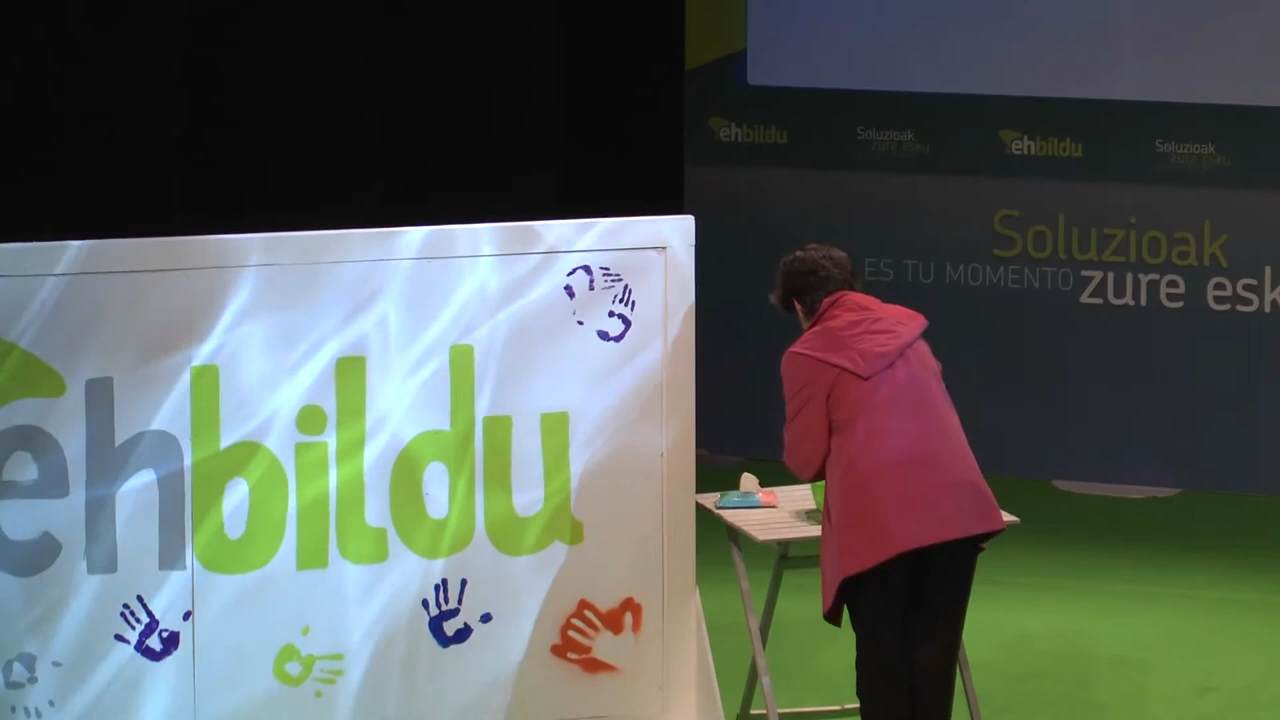 ehbildu
Soluzioak
zure esku
ehbildu
Soluzioak
zure esku
Soluzioak
ES TU MOMENTO zure esk
ehbildu